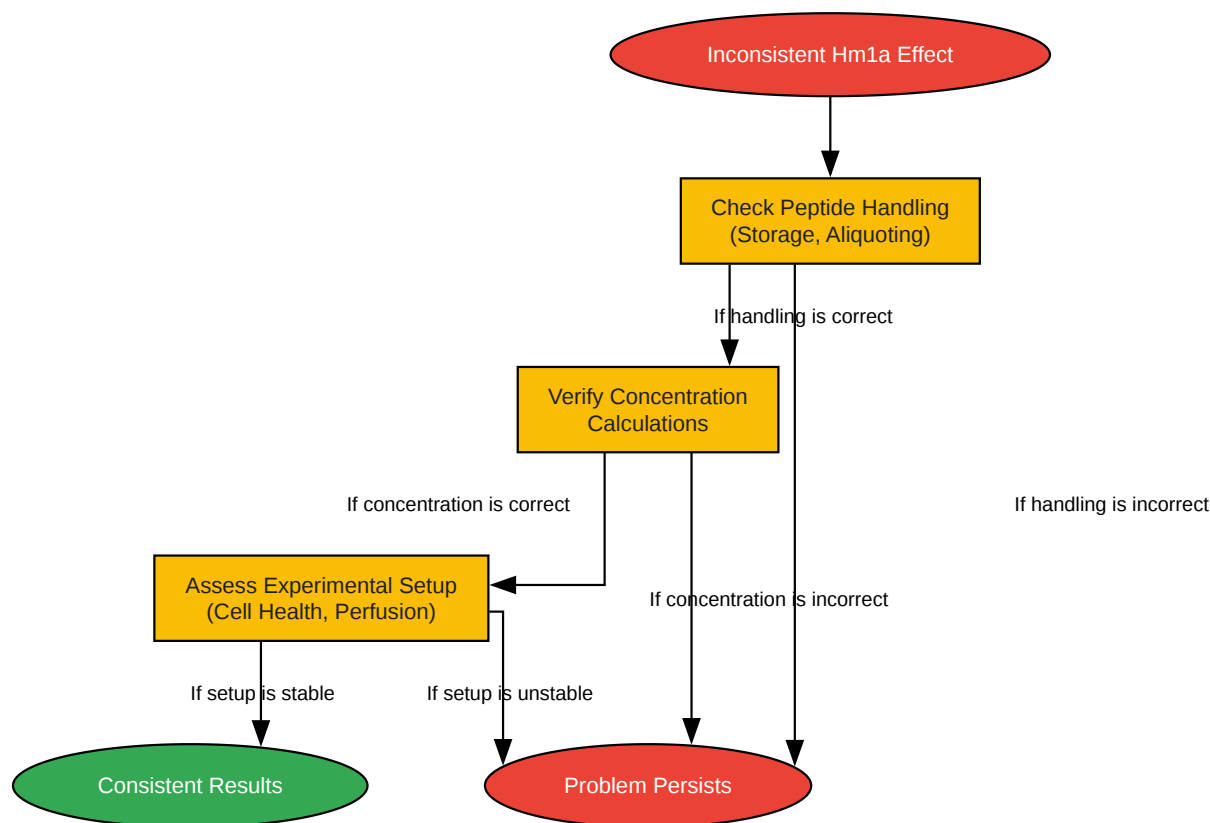 Inconsistent Hm1a Effect
Check Peptide Handling
(Storage, Aliquoting)
If handling is correct
Verify Concentration
Calculations
If concentration is correct
If handling is incorrect
Assess Experimental Setup
(Cell Health, Perfusion)
If concentration is incorrect
If setup is stable
If setup is unstable
Consistent Results
Problem Persists